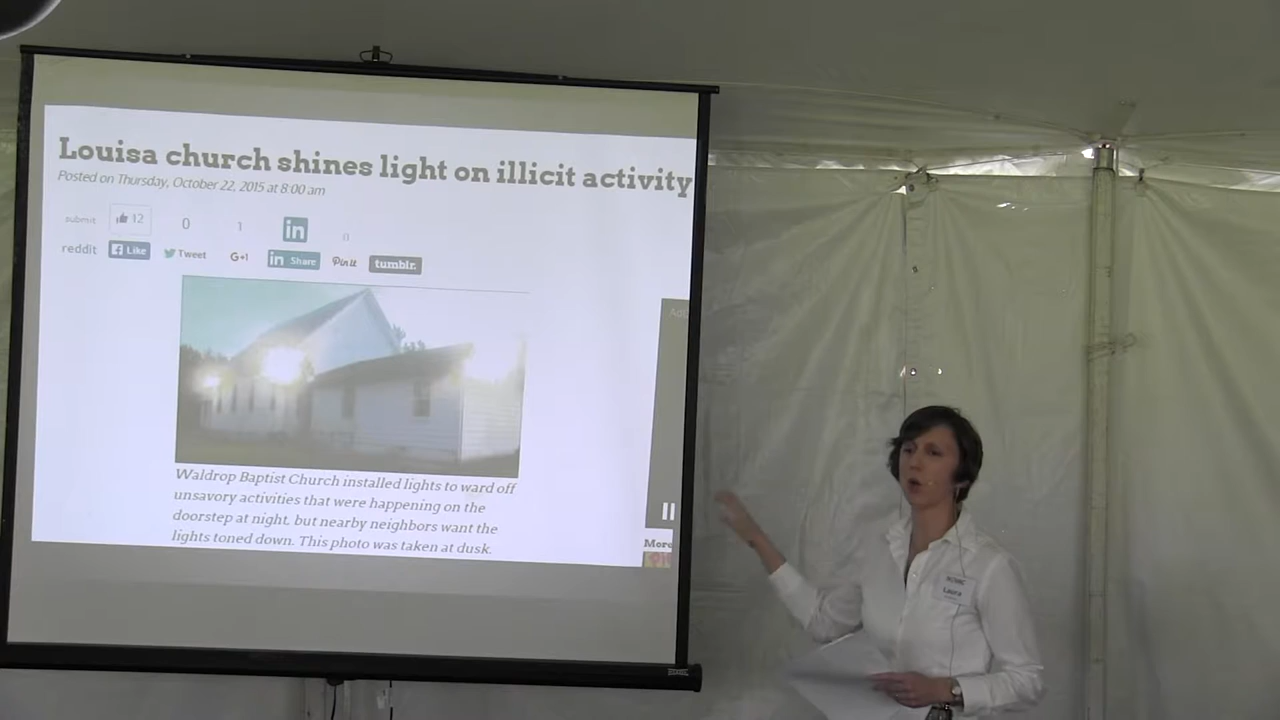 Louisa church shines light on illicit activity
Posted on Thursday, October 22, 2015 at 8:00 am
submit
12
0
1
in
0
reddit
Like
Tweet
G+1
in Share
Pin it
tumblr.
Waldrop Baptist Church installed lights to ward off
unsavory activities that were happening on the
doorstep at night, but nearby neighbors want the
lights toned down. This photo was taken at dusk.
More
Laura